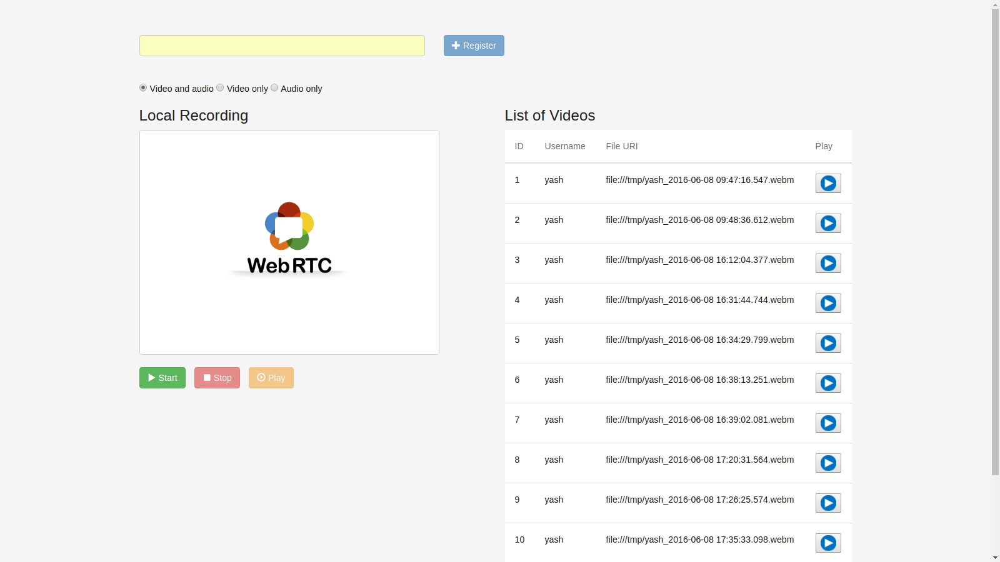 Register
Video and audio Video only Audio only
Local Recording
WebRTC
Start Stop Play
List of Videos
ID Username File URI Play
1 yash file:///tmp/yash_2016-06-08 09:47:16.547.webm
2 yash file:///tmp/yash_2016-06-08 09:48:36.612.webm
3 yash file:///tmp/yash_2016-06-08 16:12:04.377.webm
4 yash file:///tmp/yash_2016-06-08 16:31:44.744.webm
5 yash file:///tmp/yash_2016-06-08 16:34:29.799.webm
6 yash file:///tmp/yash_2016-06-08 16:38:13.251.webm
7 yash file:///tmp/yash_2016-06-08 16:39:02.081.webm
8 yash file:///tmp/yash_2016-06-08 17:20:31.564.webm
9 yash file:///tmp/yash_2016-06-08 17:26:25.574.webm
10 yash file:///tmp/yash_2016-06-08 17:35:33.098.webm